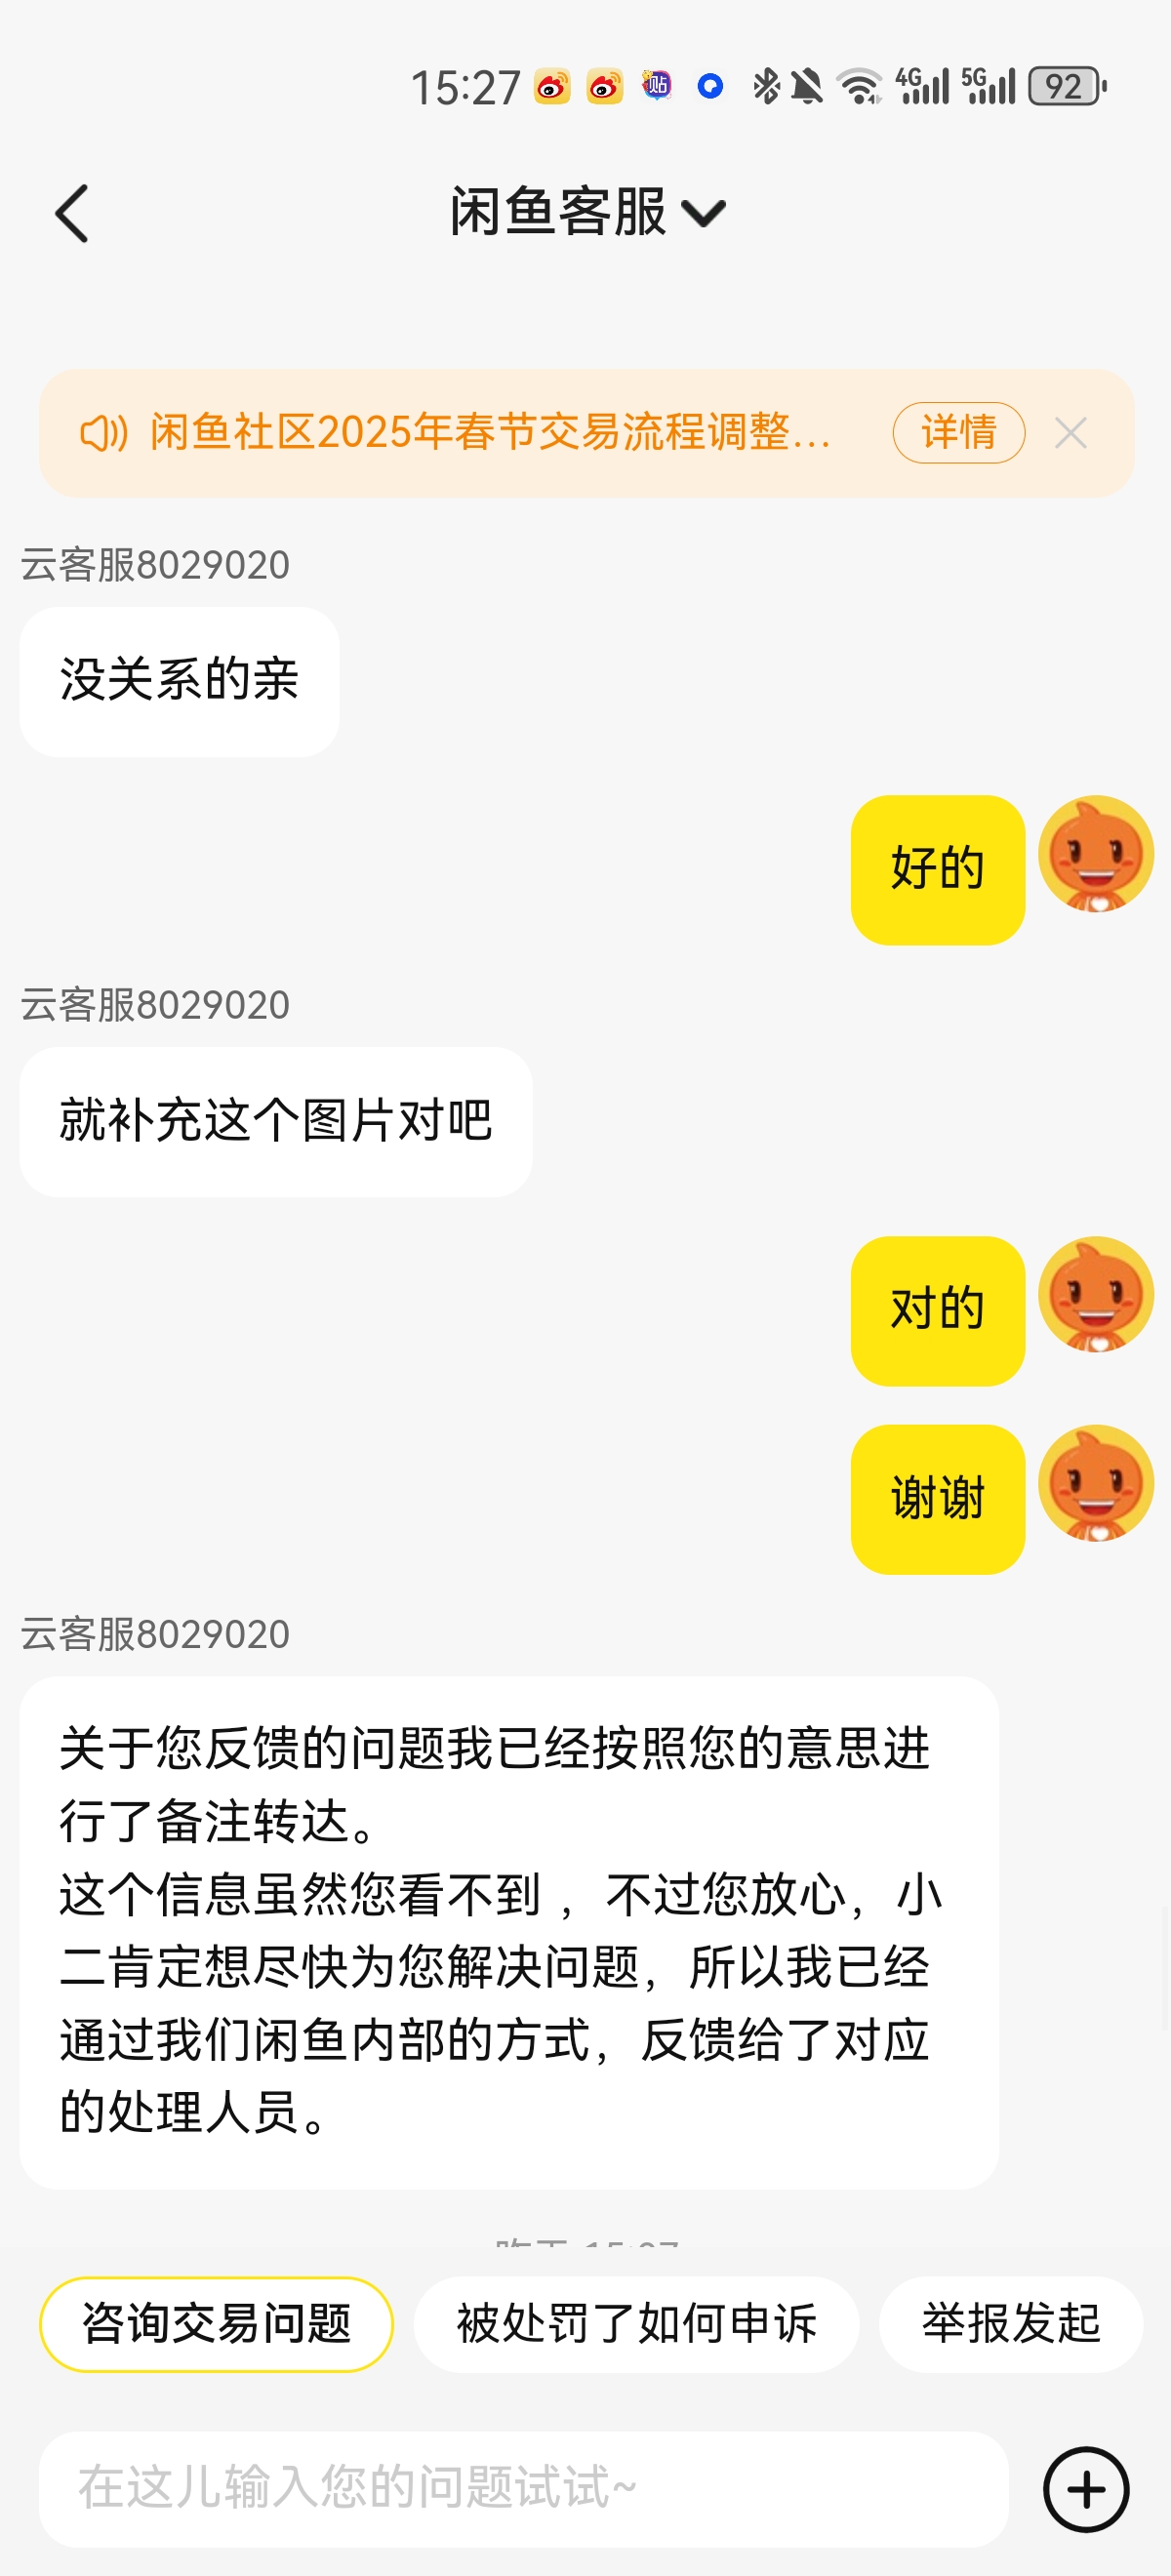 15:27 贴 4G 5G 92
闲鱼客服
闲鱼社区2025年春节交易流程调整... 详情
云客服8029020
没关系的亲
好的
云客服8029020
就补充这个图片对吧
对的
谢谢
云客服8029020
关于您反馈的问题我已经按照您的意思进
行了备注转达。
这个信息虽然您看不到 ，不过您放心，小
二肯定想尽快为您解决问题，所以我已经
通过我们闲鱼内部的方式，反馈给了对应
的处理人员。
咨询交易问题 被处罚了如何申诉 举报发起
在这儿输入您的问题试试~